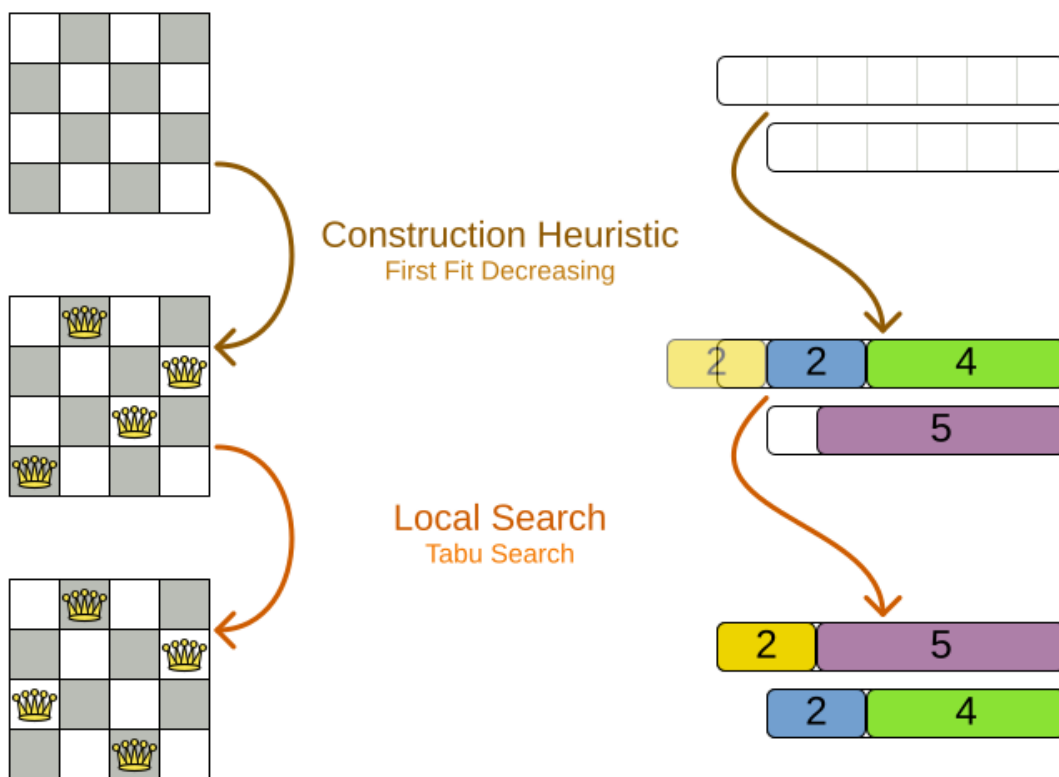 Construction Heuristic
First Fit Decreasing
2 2 4
5
Local Search
Tabu Search
2 5
2 4